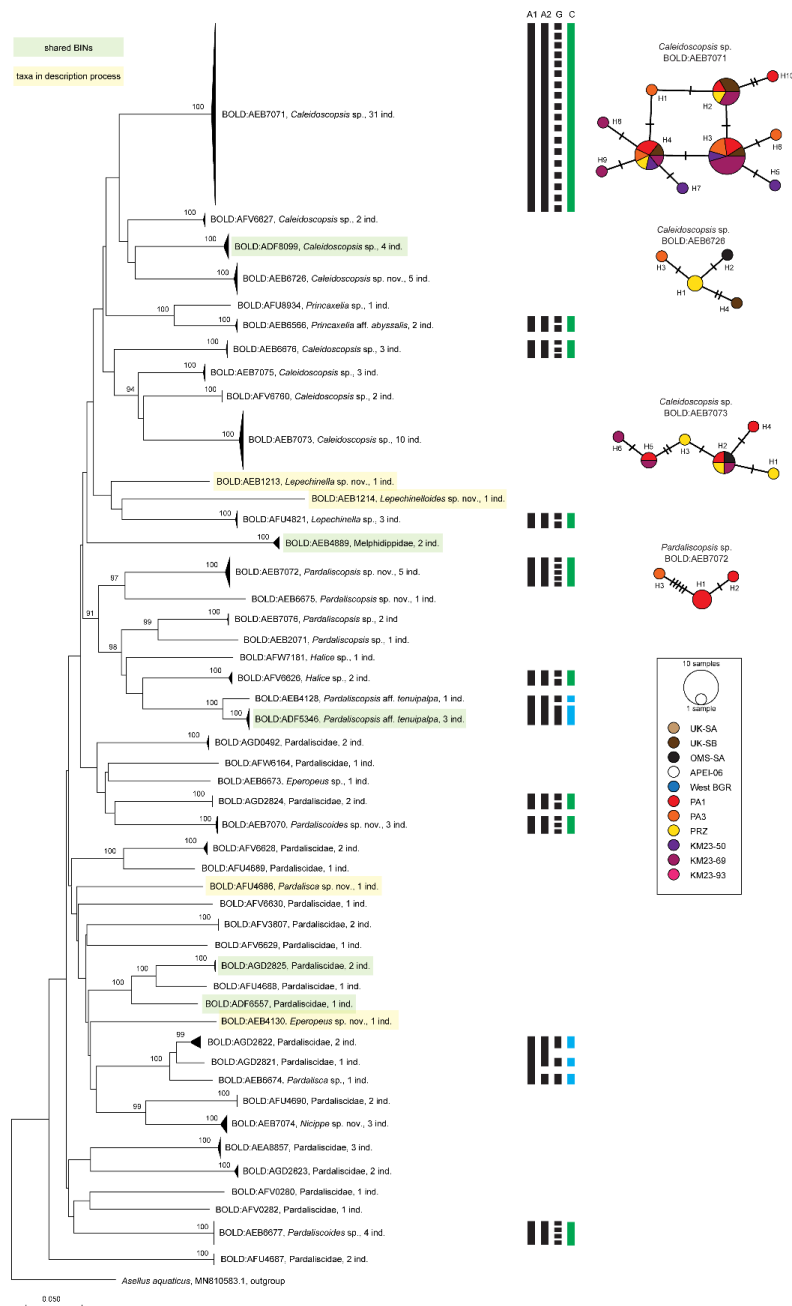 A1 A2 G C
shared BINs
taxa in description process
100
BOLD:AEB7071, Caleidoscopsis sp., 31 ind.
100
BOLD:AFV6627, Caleidoscopsis sp., 2 ind.
100
BOLD:ADF8099, Caleidoscopsis sp., 4 ind.
100
BOLD:AEB6726, Caleidoscopsis sp. nov., 5 ind.
BOLD:AFU8934, Princaxelia sp., 1 ind.
100
100
BOLD:AEB6566, Princaxelia aff. abyssalis, 2 ind.
100
BOLD:AEB6676, Caleidoscopsis sp., 3 ind.
100
BOLD:AEB7075, Caleidoscopsis sp., 3 ind.
94
100
BOLD:AFV6760, Caleidoscopsis sp., 2 ind.
100
BOLD:AEB7073, Caleidoscopsis sp., 10 ind.
BOLD:AEB1213, Lepechinella sp. nov., 1 ind.
BOLD:AEB1214, Lepechinelloides sp. nov., 1 ind.
100
BOLD:AFU4821, Lepechinella sp., 3 ind.
100
BOLD:AEB4889, Melphidippidae, 2 ind.
100
BOLD:AEB7072, Pardaliscopsis sp. nov., 5 ind.
97
BOLD:AEB6675, Pardaliscopsis sp. nov., 1 ind.
91
100
BOLD:AEB7076, Pardaliscopsis sp., 2 ind
99
BOLD:AEB2071, Pardaliscopsis sp., 1 ind.
98
BOLD:AFW7181, Halice sp., 1 ind.
100
BOLD:AFV6626, Halice sp., 2 ind.
BOLD:AEB4128, Pardaliscopsis aff. tenuipalpa, 1 ind.
100
100
BOLD:ADF5346, Pardaliscopsis aff. tenuipalpa, 3 ind.
100
BOLD:AGD0492, Pardaliscidae, 2 ind.
BOLD:AFW6164, Pardaliscidae, 1 ind.
BOLD:AEB6673, Eperopeus sp., 1 ind.
100
BOLD:AGD2824, Pardaliscidae, 2 ind.
100
BOLD:AEB7070, Pardaliscoides sp. nov., 3 ind.
100
BOLD:AFV6628, Pardaliscidae, 2 ind.
100
BOLD:AFU4689, Pardaliscidae, 1 ind.
BOLD:AFU4686, Pardalisca sp. nov., 1 ind.
BOLD:AFV6630, Pardaliscidae, 1 ind.
100
BOLD:AFV3807, Pardaliscidae, 2 ind.
BOLD:AFV6629, Pardaliscidae, 1 ind.
100
BOLD:AGD2825, Pardaliscidae, 2 ind.
100
BOLD:AFU4688, Pardaliscidae, 1 ind.
100
BOLD:ADF6557, Pardaliscidae, 1 ind.
BOLD:AEB4130, Eperopeus sp. nov., 1 ind.
99
BOLD:AGD2622, Pardaliscidae, 2 ind.
BOLD:AGD2821, Pardaliscidae, 1 ind.
100
BOLD:AEB6674, Pardalisca sp., 1 ind.
100
BOLD:AFU4690, Pardaliscidae, 2 ind.
99
100
BOLD:AEB7074, Nicippe sp. nov., 3 ind.
100
BOLD:AEA8857, Pardaliscidae, 3 ind.
100
BOLD:AGD2623, Pardaliscidae, 2 ind.
BOLD:AFV0280, Pardaliscidae, 1 ind.
BOLD:AFV0282, Pardaliscidae, 1 ind.
100
BOLD:AEB6677, Pardaliscoides sp., 4 ind.
100
BOLD:AFU4687, Pardaliscidae, 2 ind.
Asellus aquaticus, MN810583.1, outgroup
0.050
Caleidoscopsis sp.
BOLD:AEB7071
H10
H1
H2
H8
H4
H3
H6
H9
H5
H7
Caleidoscopsis sp.
BOLD:AEB6726
H3
H2
H1
H4
Caleidoscopsis sp.
BOLD:AEB7073
H4
H6
H5
H3
H2
H1
Pardaliscopsis sp.
BOLD:AEB7072
H3
H1
H2
10 samples
1 sample
UK-SA
UK-SB
OMS-SA
APEI-06
West BGR
PA1
PA3
PRZ
KM23-50
KM23-69
KM23-93